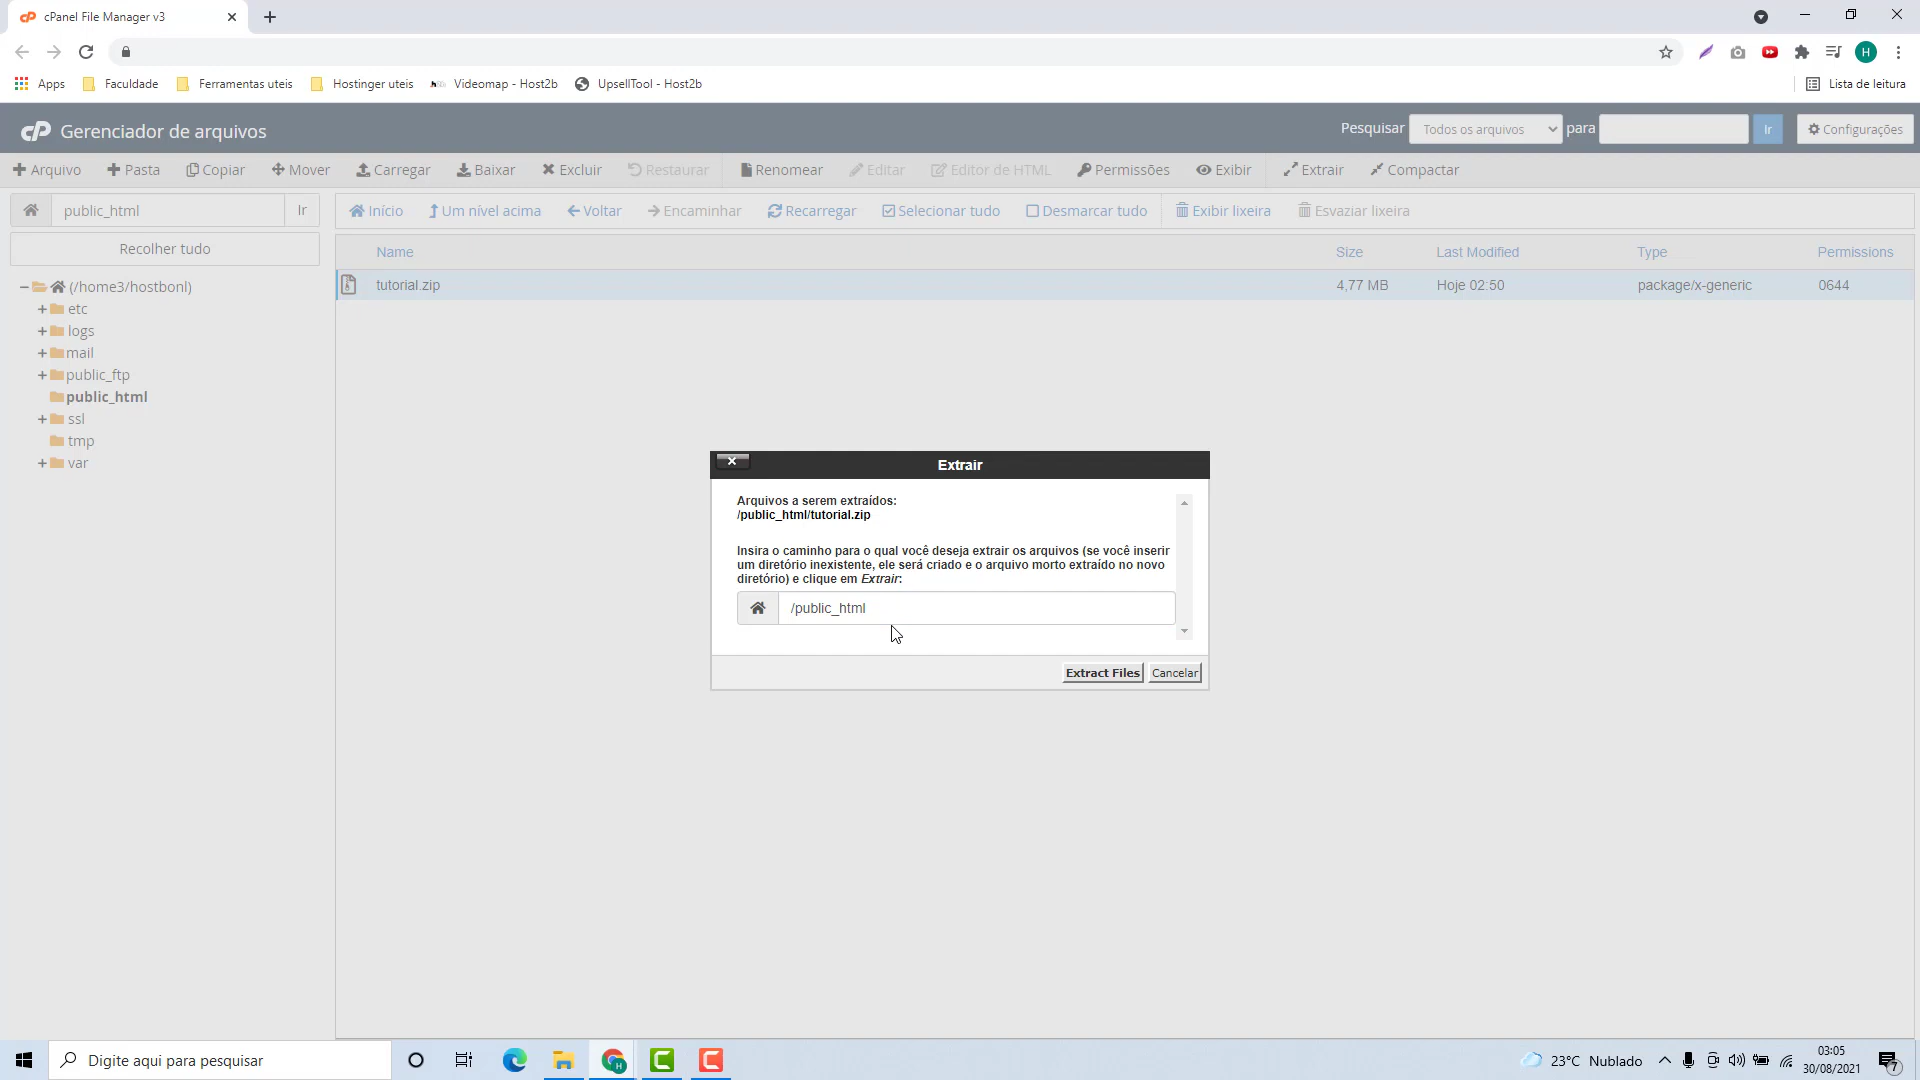 cPanel File Manager v3
Apps Faculdade Ferramentas uteis Hostinger uteis Videomap - Host2b UpsellTool - Host2b Lista de leitura
cP Gerenciador de arquivos Pesquisar Todos os arquivos para Ir Configurações
Arquivo Pasta Copiar Mover Carregar Baixar Excluir Restaurar Renomear Editar Editor de HTML Permissões Exibir Extrair Compactar
public_html Ir Início Um nível acima Voltar Encaminhar Recarregar Selecionar tudo Desmarcar tudo Exibir lixeira Esvaziar lixeira
Recolher tudo
Name Size Last Modified Type Permissions
tutorial.zip 4,77 MB Hoje 02:50 package/x-generic 0644
(/home3/hostbonl)
etc
logs
mail
public_ftp
public_html
ssl
tmp
var
Extrair
Arquivos a serem extraídos:
/public_html/tutorial.zip
Insira o caminho para o qual você deseja extrair os arquivos (se você inserir
um diretório inexistente, ele será criado e o arquivo morto extraído no novo
diretório) e clique em Extrair:
/public_html
Extract Files Cancelar
Digite aqui para pesquisar
23°C Nublado
03:05
30/08/2021
7